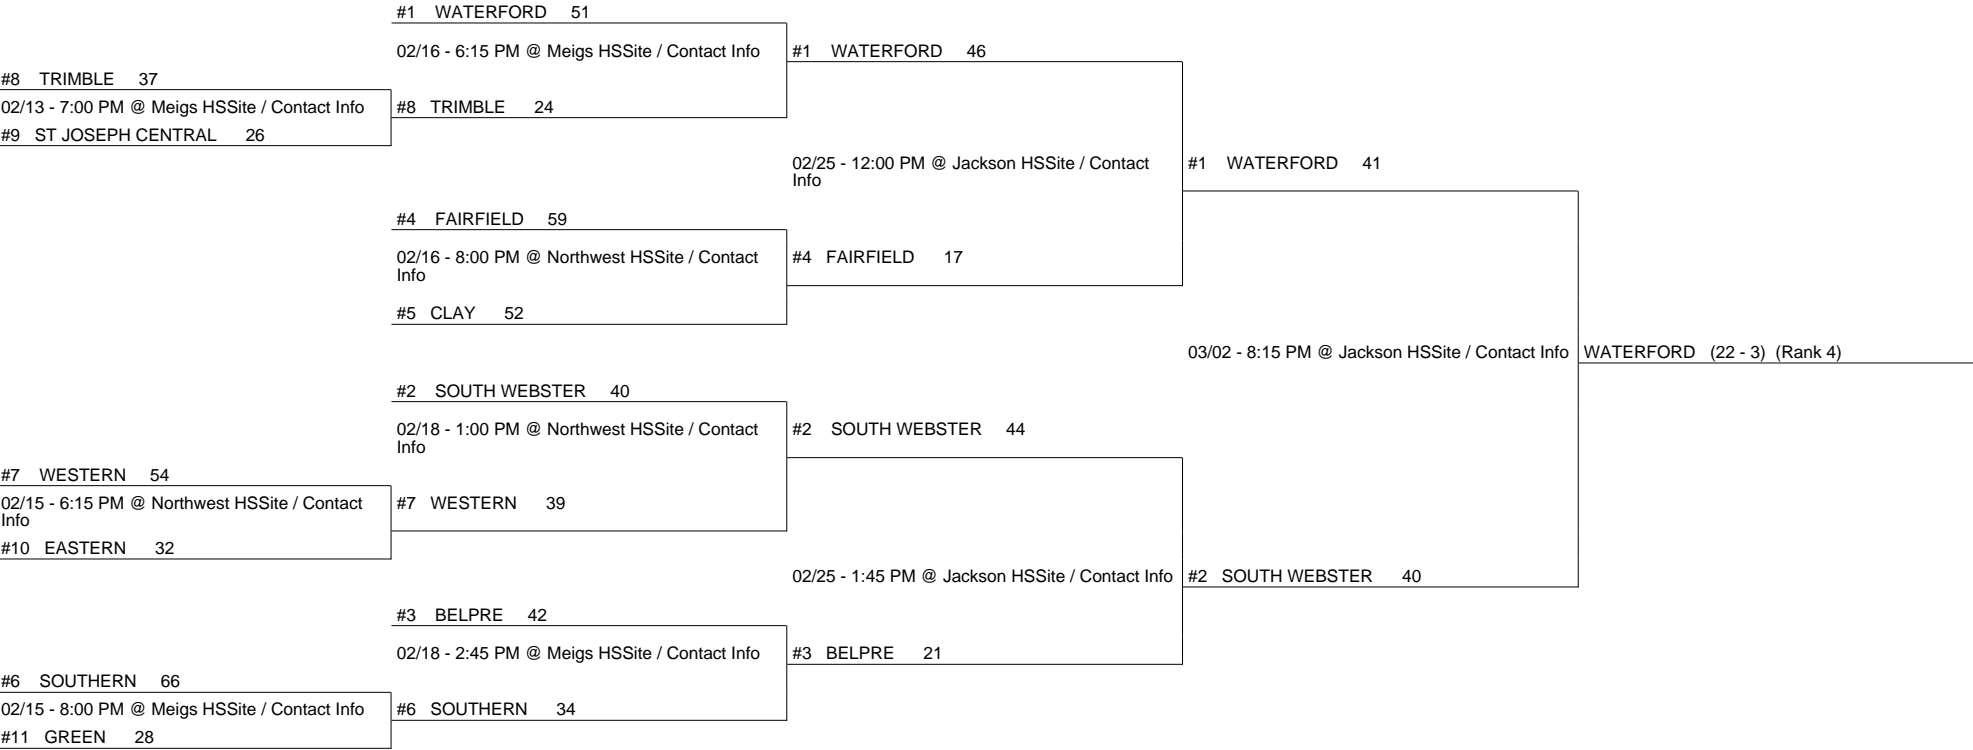 #1 WATERFORD 51
02/16 - 6:15 PM @ Meigs HSSite / Contact Info
#1 WATERFORD 46
#8 TRIMBLE 37
02/13 - 7:00 PM @ Meigs HSSite / Contact Info
#8 TRIMBLE 24
#9 ST JOSEPH CENTRAL 26
02/25 - 12:00 PM @ Jackson HSSite / Contact
Info
#1 WATERFORD 41
#4 FAIRFIELD 59
02/16 - 8:00 PM @ Northwest HSSite / Contact
Info
#4 FAIRFIELD 17
#5 CLAY 52
03/02 - 8:15 PM @ Jackson HSSite / Contact Info
WATERFORD (22 - 3) (Rank 4)
#2 SOUTH WEBSTER 40
02/18 - 1:00 PM @ Northwest HSSite / Contact
Info
#2 SOUTH WEBSTER 44
#7 WESTERN 54
02/15 - 6:15 PM @ Northwest HSSite / Contact
Info
#7 WESTERN 39
#10 EASTERN 32
02/25 - 1:45 PM @ Jackson HSSite / Contact Info
#2 SOUTH WEBSTER 40
#3 BELPRE 42
02/18 - 2:45 PM @ Meigs HSSite / Contact Info
#3 BELPRE 21
#6 SOUTHERN 66
02/15 - 8:00 PM @ Meigs HSSite / Contact Info
#6 SOUTHERN 34
#11 GREEN 28